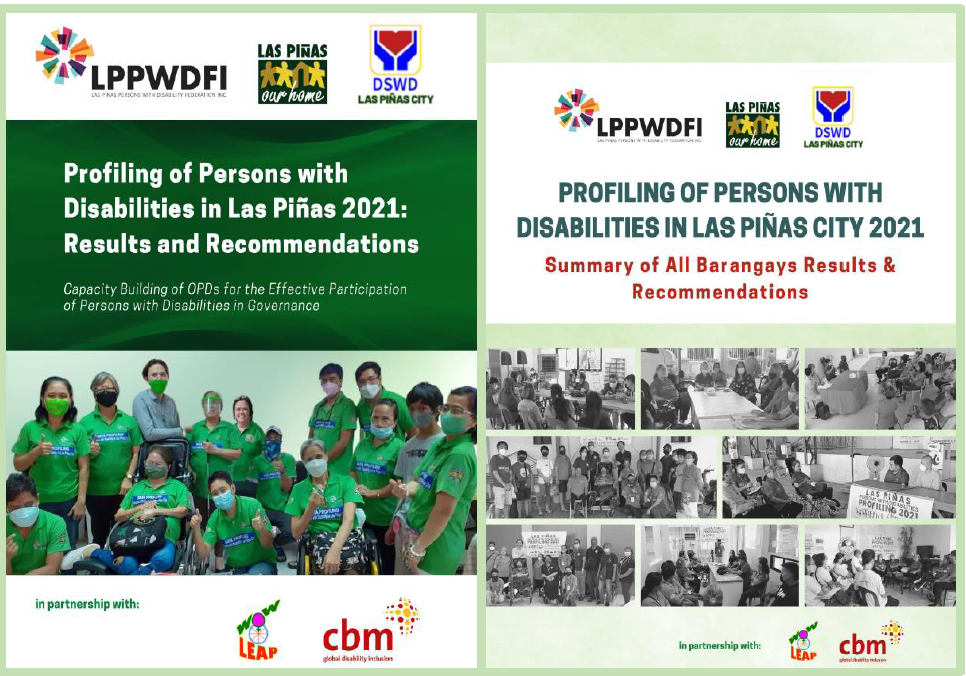 LPPWDFI
LAS PIÑAS PERSONS WITH DISABILITY FEDERATION INC.
LAS PIÑAS
our home
DSWD
LAS PIÑAS CITY
Profiling of Persons with
Disabilities in Las Piñas 2021:
Results and Recommendations
Capacity Building of OPDs for the Effective Participation
of Persons with Disabilities in Governance
in partnership with:
WOW
LEAP
cbm
global disability inclusion
LPPWDFI
LAS PIÑAS PERSONS WITH DISABILITY FEDERATION INC.
LAS PIÑAS
our home
DSWD
LAS PIÑAS CITY
PROFILING OF PERSONS WITH
DISABILITIES IN LAS PIÑAS CITY 2021
Summary of All Barangays Results &
Recommendations
LAS PIÑAS
PROFILING 2021
in partnership with:
WOW
LEAP
cbm
global disability inclusion